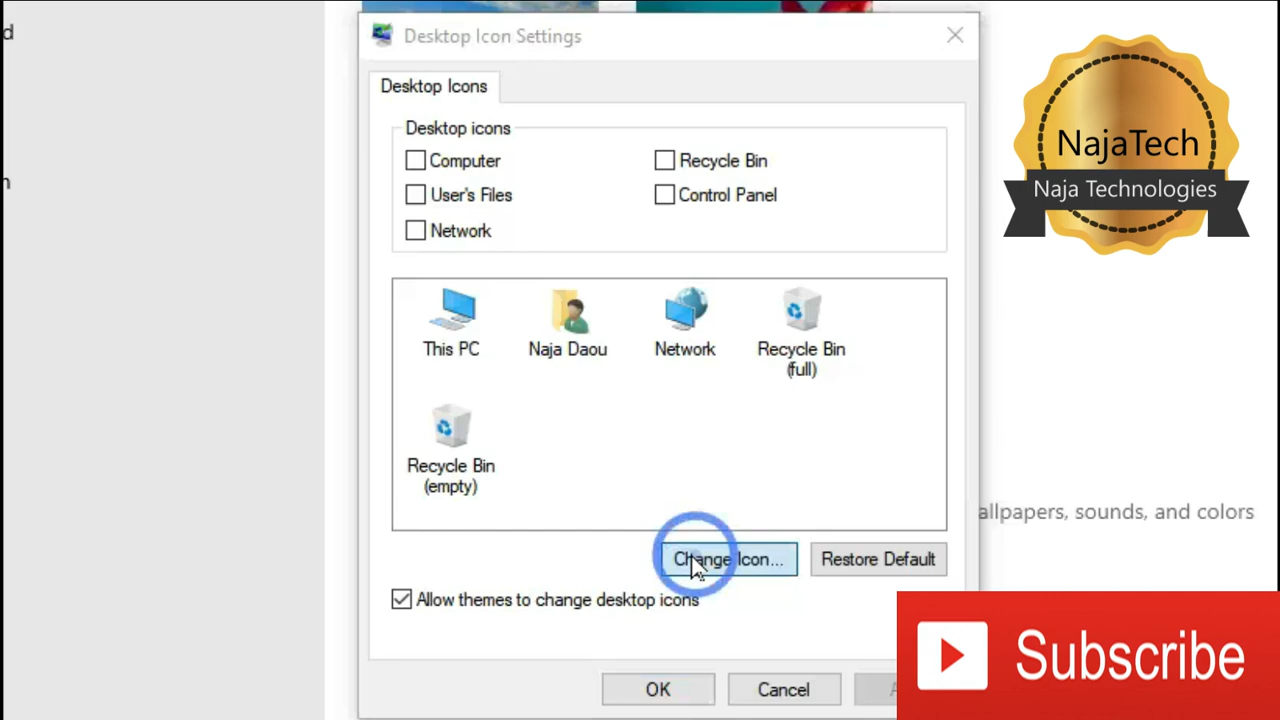 d
n
Desktop Icon Settings
Desktop Icons
Desktop icons
Computer
Recycle Bin
User's Files
Control Panel
Network
This PC
Naja Daou
Network
Recycle Bin
(full)
Recycle Bin
(empty)
Change Icon...
Restore Default
Allow themes to change desktop icons
OK
Cancel
allpapers, sounds, and colors
NajaTech
Naja Technologies
Subscribe